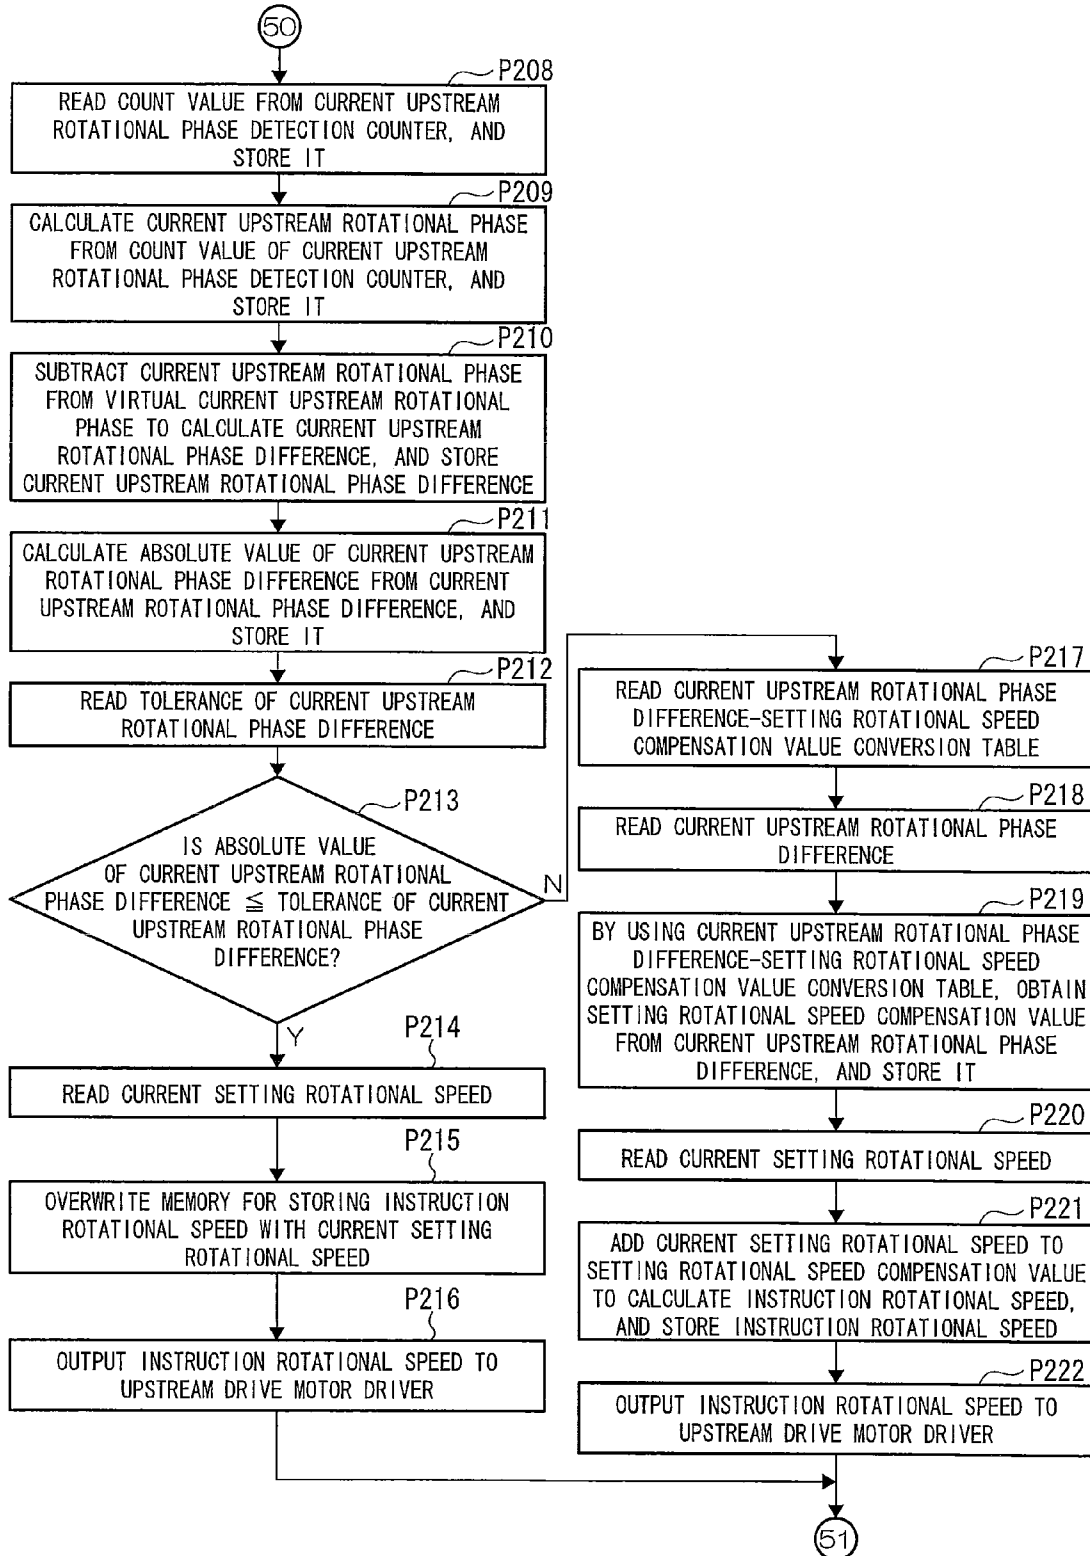 50
P208
READ COUNT VALUE FROM CURRENT UPSTREAM
ROTATIONAL PHASE DETECTION COUNTER, AND
STORE IT
P209
CALCULATE CURRENT UPSTREAM ROTATIONAL PHASE
FROM COUNT VALUE OF CURRENT UPSTREAM
ROTATIONAL PHASE DETECTION COUNTER, AND
STORE IT
P210
SUBTRACT CURRENT UPSTREAM ROTATIONAL PHASE
FROM VIRTUAL CURRENT UPSTREAM ROTATIONAL
PHASE TO CALCULATE CURRENT UPSTREAM
ROTATIONAL PHASE DIFFERENCE, AND STORE
CURRENT UPSTREAM ROTATIONAL PHASE DIFFERENCE
P211
CALCULATE ABSOLUTE VALUE OF CURRENT UPSTREAM
ROTATIONAL PHASE DIFFERENCE FROM CURRENT
UPSTREAM ROTATIONAL PHASE DIFFERENCE, AND
STORE IT
P212
READ TOLERANCE OF CURRENT UPSTREAM
ROTATIONAL PHASE DIFFERENCE
P213
IS ABSOLUTE VALUE
OF CURRENT UPSTREAM ROTATIONAL
PHASE DIFFERENCE ≦ TOLERANCE OF CURRENT
UPSTREAM ROTATIONAL PHASE
DIFFERENCE?
N
Y
P214
READ CURRENT SETTING ROTATIONAL SPEED
P215
OVERWRITE MEMORY FOR STORING INSTRUCTION
ROTATIONAL SPEED WITH CURRENT SETTING
ROTATIONAL SPEED
P216
OUTPUT INSTRUCTION ROTATIONAL SPEED TO
UPSTREAM DRIVE MOTOR DRIVER
P217
READ CURRENT UPSTREAM ROTATIONAL PHASE
DIFFERENCE-SETTING ROTATIONAL SPEED
COMPENSATION VALUE CONVERSION TABLE
P218
READ CURRENT UPSTREAM ROTATIONAL PHASE
DIFFERENCE
P219
BY USING CURRENT UPSTREAM ROTATIONAL PHASE
DIFFERENCE-SETTING ROTATIONAL SPEED
COMPENSATION VALUE CONVERSION TABLE, OBTAIN
SETTING ROTATIONAL SPEED COMPENSATION VALUE
FROM CURRENT UPSTREAM ROTATIONAL PHASE
DIFFERENCE, AND STORE IT
P220
READ CURRENT SETTING ROTATIONAL SPEED
P221
ADD CURRENT SETTING ROTATIONAL SPEED TO
SETTING ROTATIONAL SPEED COMPENSATION VALUE
TO CALCULATE INSTRUCTION ROTATIONAL SPEED,
AND STORE INSTRUCTION ROTATIONAL SPEED
P222
OUTPUT INSTRUCTION ROTATIONAL SPEED TO
UPSTREAM DRIVE MOTOR DRIVER
51